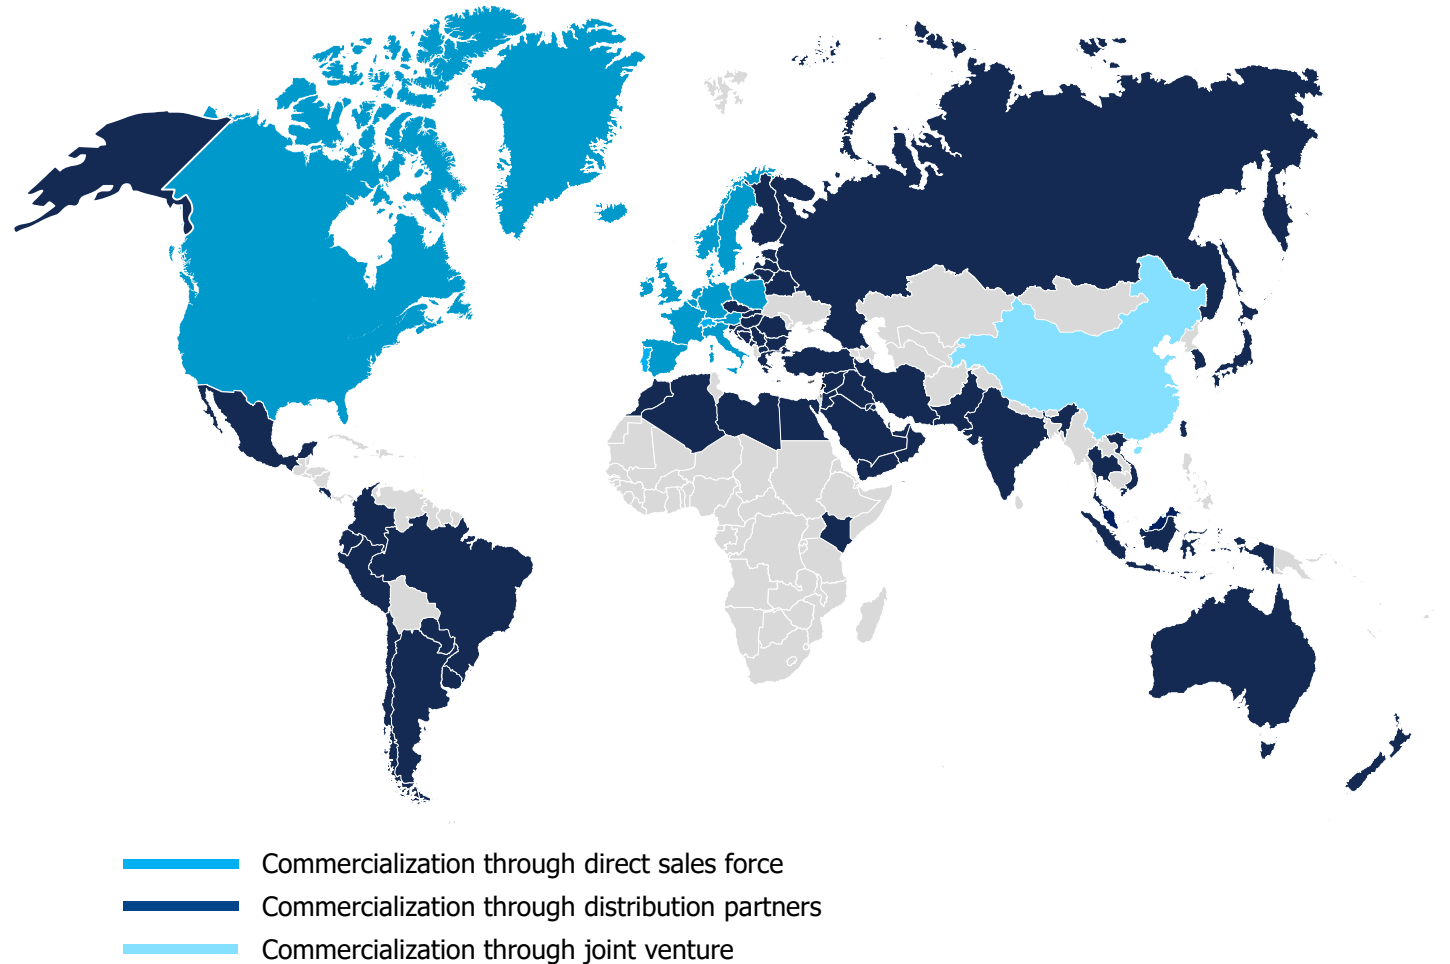 Commercialization through direct sales force
Commercialization through distribution partners
Commercialization through joint venture